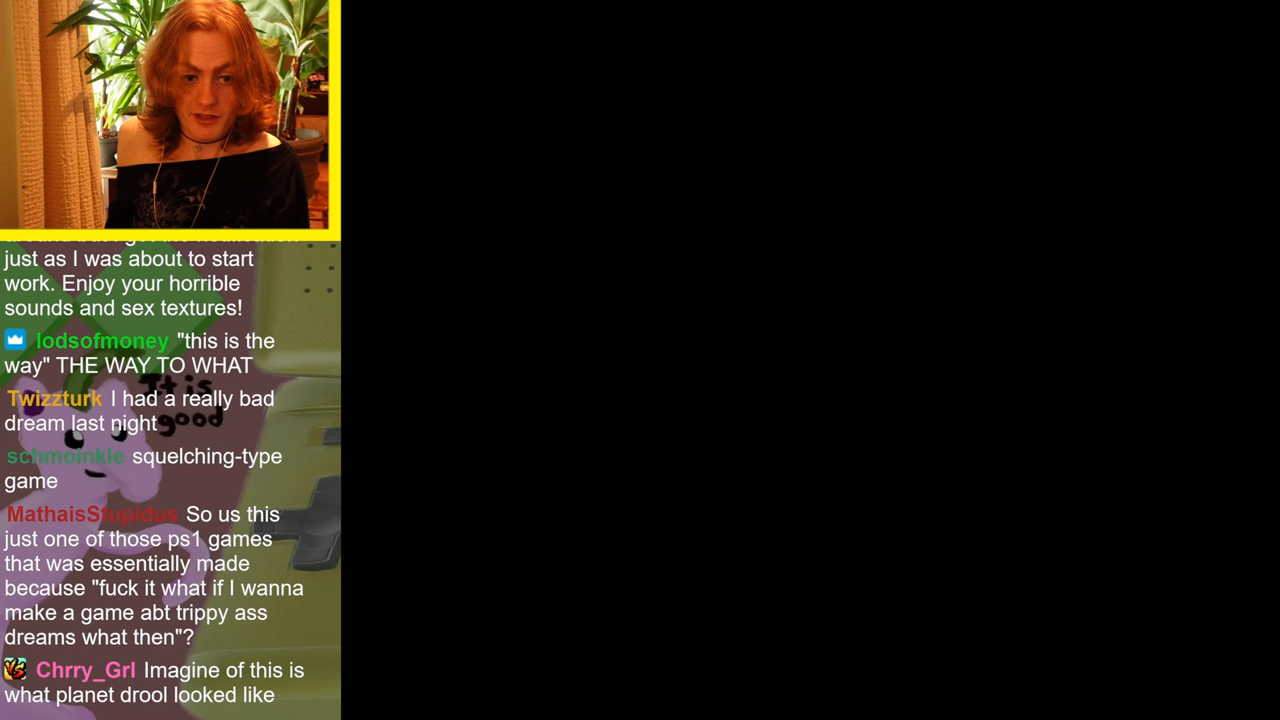 just as I was about to start
work. Enjoy your horrible
sounds and sex textures!
lodsofmoney "this is the
way" THE WAY TO WHAT
Twizzturk I had a really bad
dream last night
It is
good
schmoinkle squelching-type
game
MathaisStupidus So us this
just one of those ps1 games
that was essentially made
because "fuck it what if I wanna
make a game abt trippy ass
dreams what then"?
VS Chrry_Grl Imagine of this is
what planet drool looked like